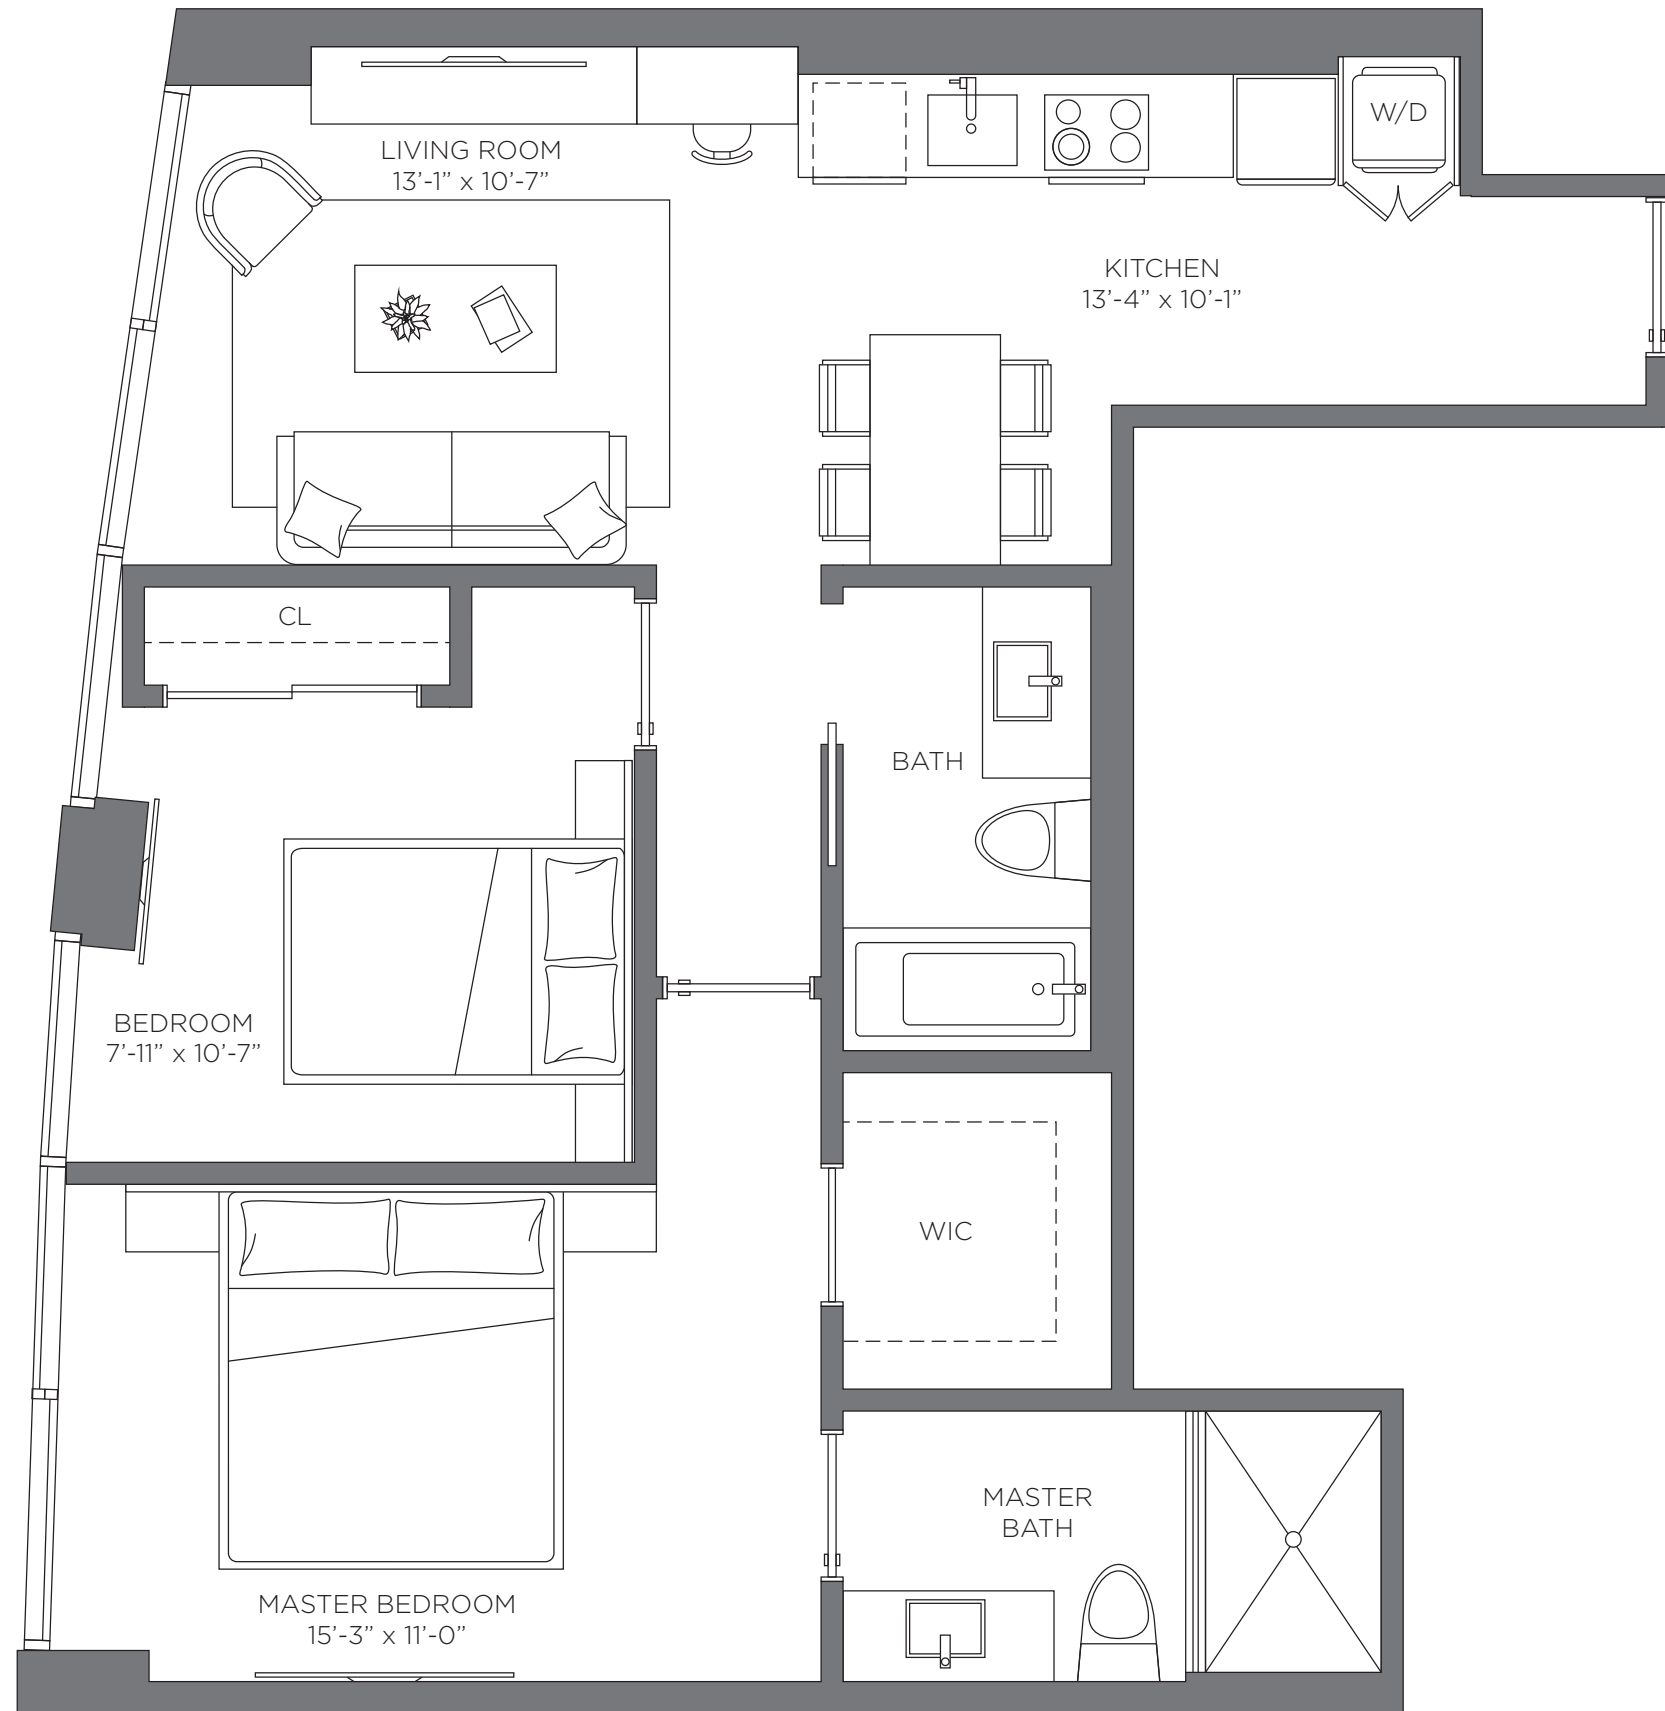 W/D
LIVING ROOM
13’-1” x 10’-7”
KITCHEN
13’-4” x 10’-1”
CL
BATH
BEDROOM
7’-11” x 10’-7”
WIC
MASTER
BATH
MASTER BEDROOM
15’-3” x 11’-0”